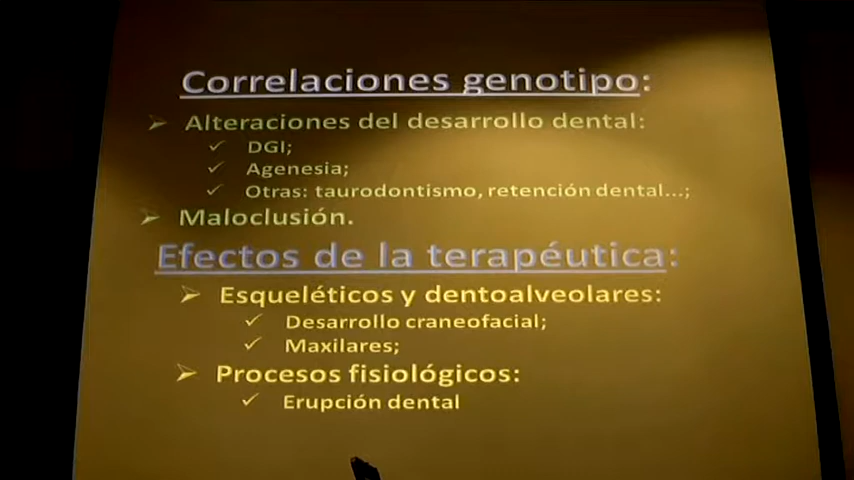 Correlaciones genotipo:
Alteraciones del desarrollo dental:
DGI;
Agenesia;
Otras: taurodontismo, retención dental...;
Maloclusión.
Efectos de la terapéutica:
Esqueléticos y dentoalveolares:
Desarrollo craneofacial;
Maxilares;
Procesos fisiológicos:
Erupción dental